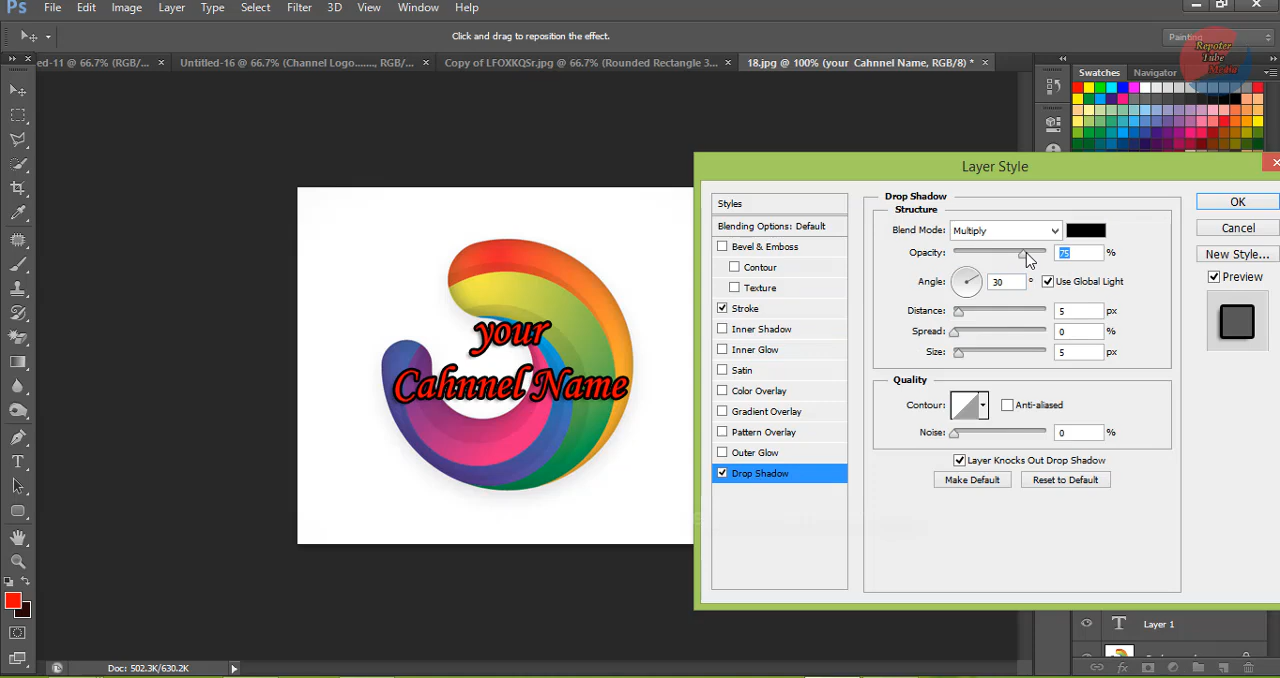 Ps File Edit Image Layer Type Select Filter 3D View Window Help
Click and drag to reposition the effect.
Painting
Repoter
Tube
Media
ed-11 @ 66.7% (RGB/... × Untitled-16 @ 66.7% (Channel Logo......, RGB/... × Copy of LFOXKQSr.jpg @ 66.7% (Rounded Rectangle 3... × 18.jpg @ 100% (your Cahnnel Name, RGB/8) * ×
Swatches Navigator
Layer Style
Styles
Blending Options: Default
Bevel & Emboss
Contour
Texture
Stroke
Inner Shadow
Inner Glow
Satin
Color Overlay
Gradient Overlay
Pattern Overlay
Outer Glow
Drop Shadow
Drop Shadow
Structure
Blend Mode: Multiply
Opacity: 75 %
Angle: 30 ° Use Global Light
Distance: 5 px
Spread: 0 %
Size: 5 px
Quality
Contour: Anti-aliased
Noise: 0 %
Layer Knocks Out Drop Shadow
Make Default Reset to Default
OK
Cancel
New Style...
Preview
your
Cahnnel Name
T Layer 1
fx
Doc: 502.3K/630.2K